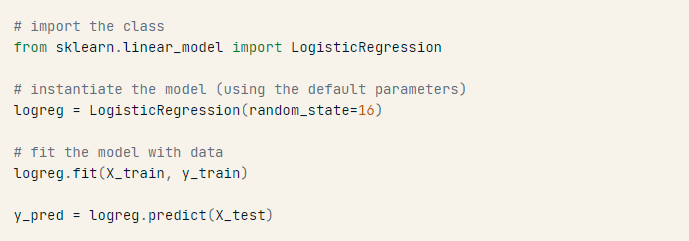 # import the class
from sklearn.linear_model import LogisticRegression
# instantiate the model (using the default parameters)
logreg = LogisticRegression(random_state=16)
# fit the model with data
logreg.fit(X_train, y_train)
y_pred = logreg.predict(X_test)